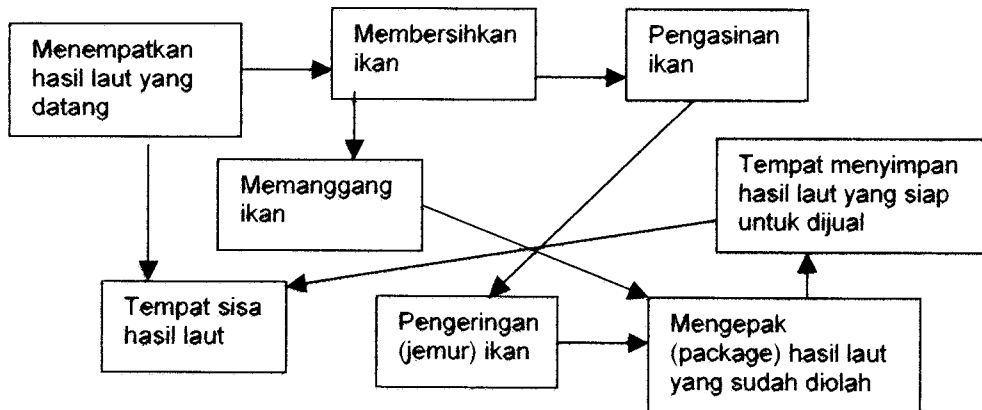 Menempatkan
hasil laut yang
datang
Membersihkan
ikan
Pengasinan
ikan
Memanggang
ikan
Tempat menyimpan
hasil laut yang siap
untuk dijual
Tempat sisa
hasil laut
Pengeringan
(jemur) ikan
Mengepak
(package) hasil laut
yang sudah diolah